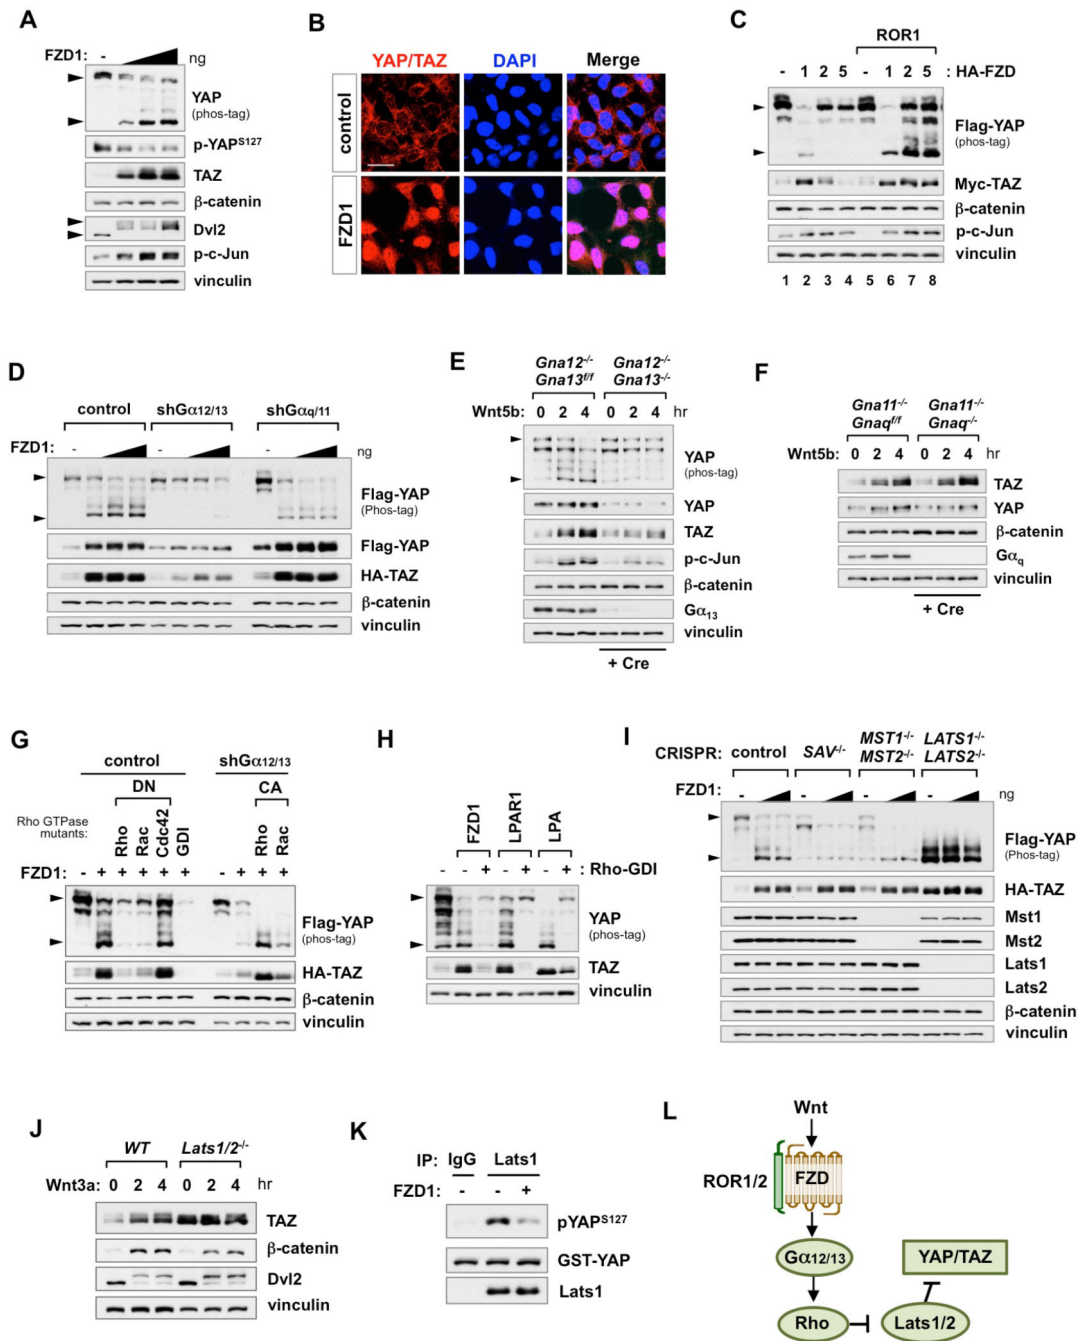 A
FZD1: - ng
YAP
(phos-tag)
p-YAPS127
TAZ
β-catenin
Dvl2
p-c-Jun
vinculin
B
YAP/TAZ DAPI Merge
control
FZD1
C
ROR1
- 1 2 5 - 1 2 5 : HA-FZD
Flag-YAP
(phos-tag)
Myc-TAZ
β-catenin
p-c-Jun
vinculin
1 2 3 4 5 6 7 8
D
control shGα12/13 shGαq/11
FZD1: - - - ng
Flag-YAP
(Phos-tag)
Flag-YAP
HA-TAZ
β-catenin
vinculin
E
Gna12-/- Gna12-/-
Gna13f/f Gna13-/-
Wnt5b: 0 2 4 0 2 4 hr
YAP
(phos-tag)
YAP
TAZ
p-c-Jun
β-catenin
Gα13
vinculin
+ Cre
F
Gna11-/- Gna11-/-
Gnaqf/f Gnaq-/-
Wnt5b: 0 2 4 0 2 4 hr
TAZ
YAP
β-catenin
Gαq
vinculin
+ Cre
G
control shGα12/13
DN CA
Rho GTPase
mutants:
Rho Rac Cdc42 GDI Rho Rac
FZD1: - + + + + + - + + +
Flag-YAP
(phos-tag)
HA-TAZ
β-catenin
vinculin
H
FZD1 LPAR1 LPA
- - + - + - + : Rho-GDI
YAP
(phos-tag)
TAZ
vinculin
I
MST1-/- LATS1-/-
CRISPR: control SAV-/- MST2-/- LATS2-/-
FZD1: - - - - ng
Flag-YAP
(Phos-tag)
HA-TAZ
Mst1
Mst2
Lats1
Lats2
β-catenin
vinculin
J
WT Lats1/2-/-
Wnt3a: 0 2 4 0 2 4 hr
TAZ
β-catenin
Dvl2
vinculin
K
IP: IgG Lats1
FZD1: - - +
pYAPS127
GST-YAP
Lats1
L
Wnt
ROR1/2 FZD
Gα12/13
YAP/TAZ
Rho
Lats1/2